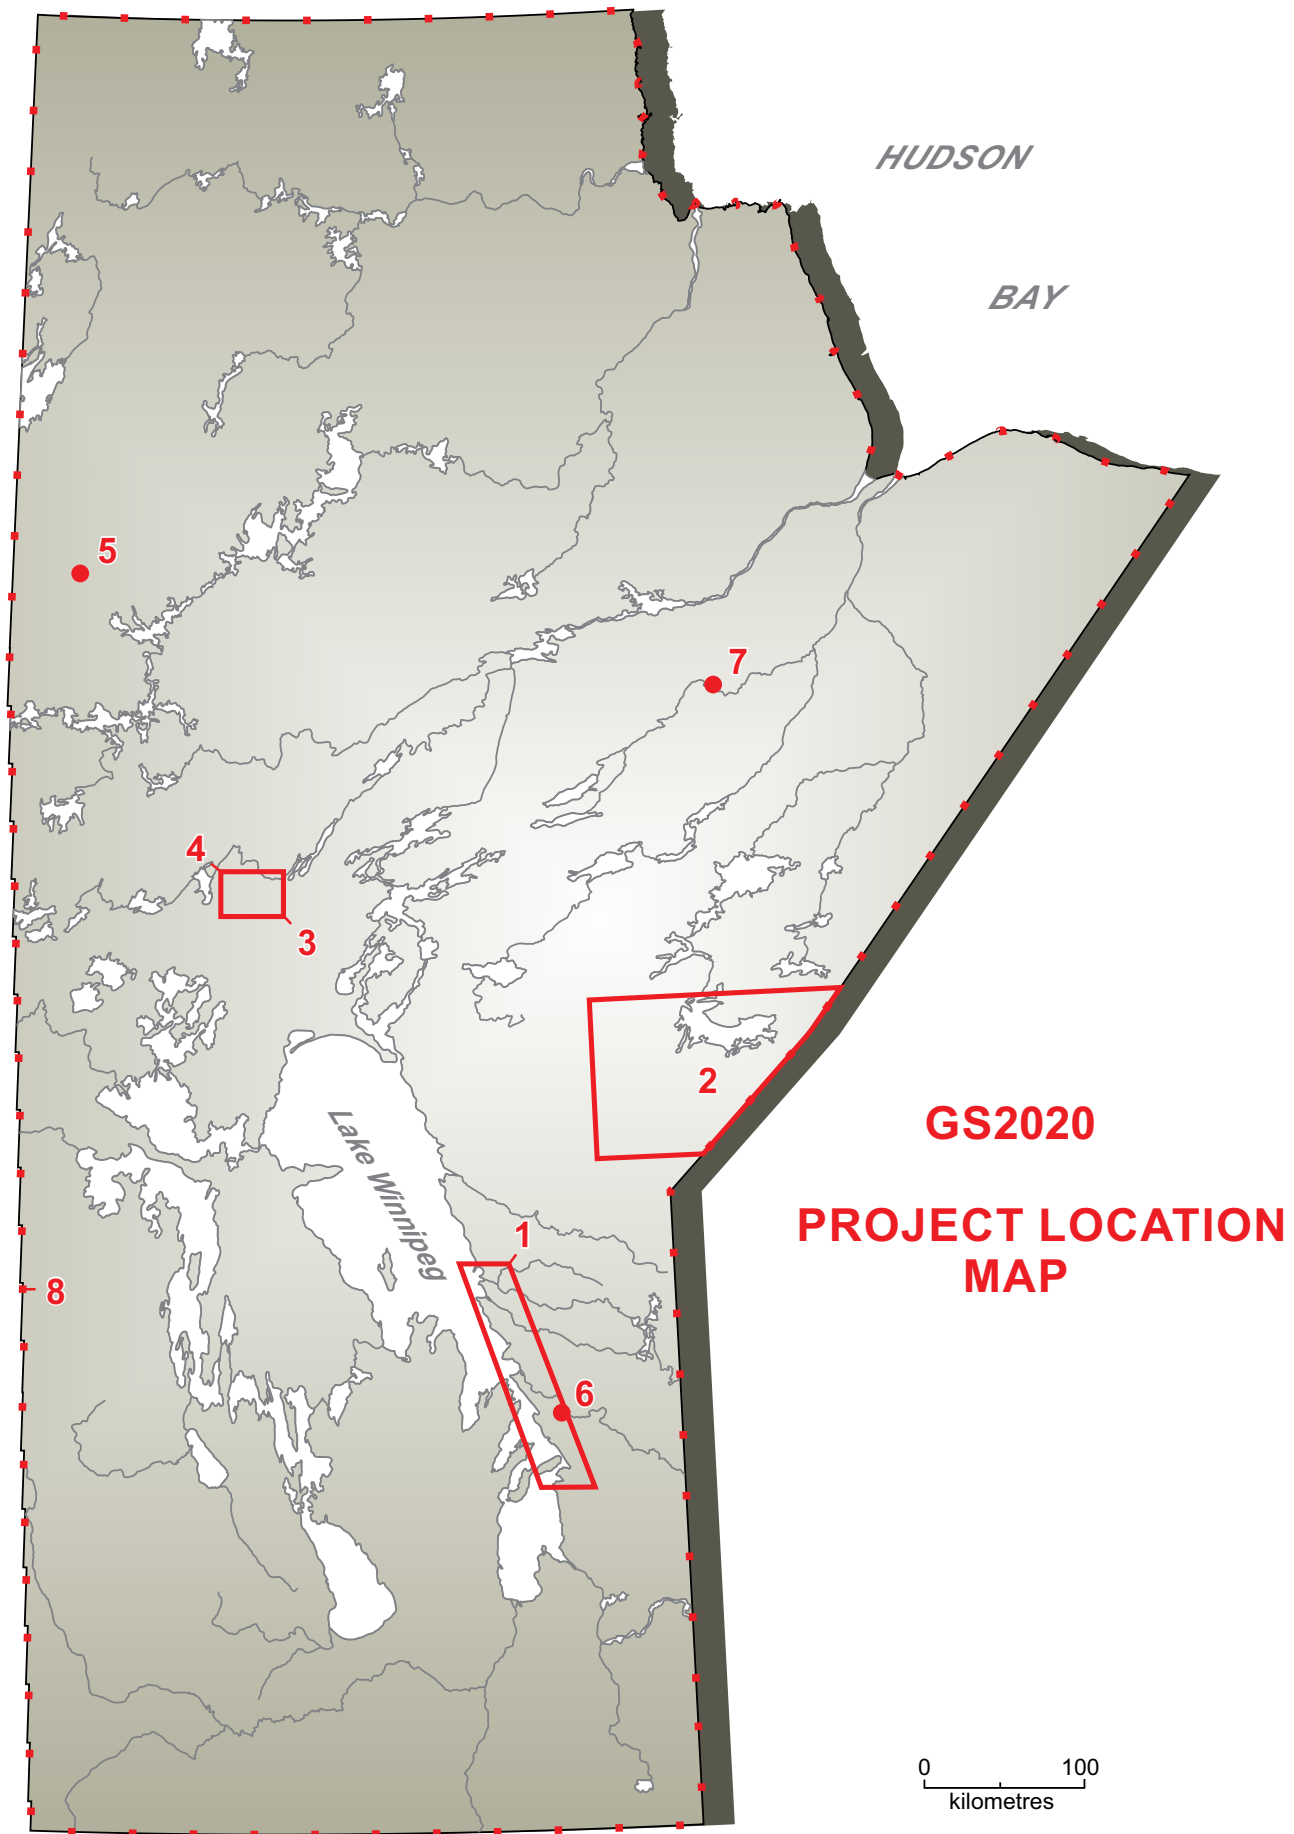 HUDSON
BAY
5
7
4
3
2
Lake Winnipeg
GS2020
PROJECT LOCATION
MAP
1
8
6
0 100
kilometres